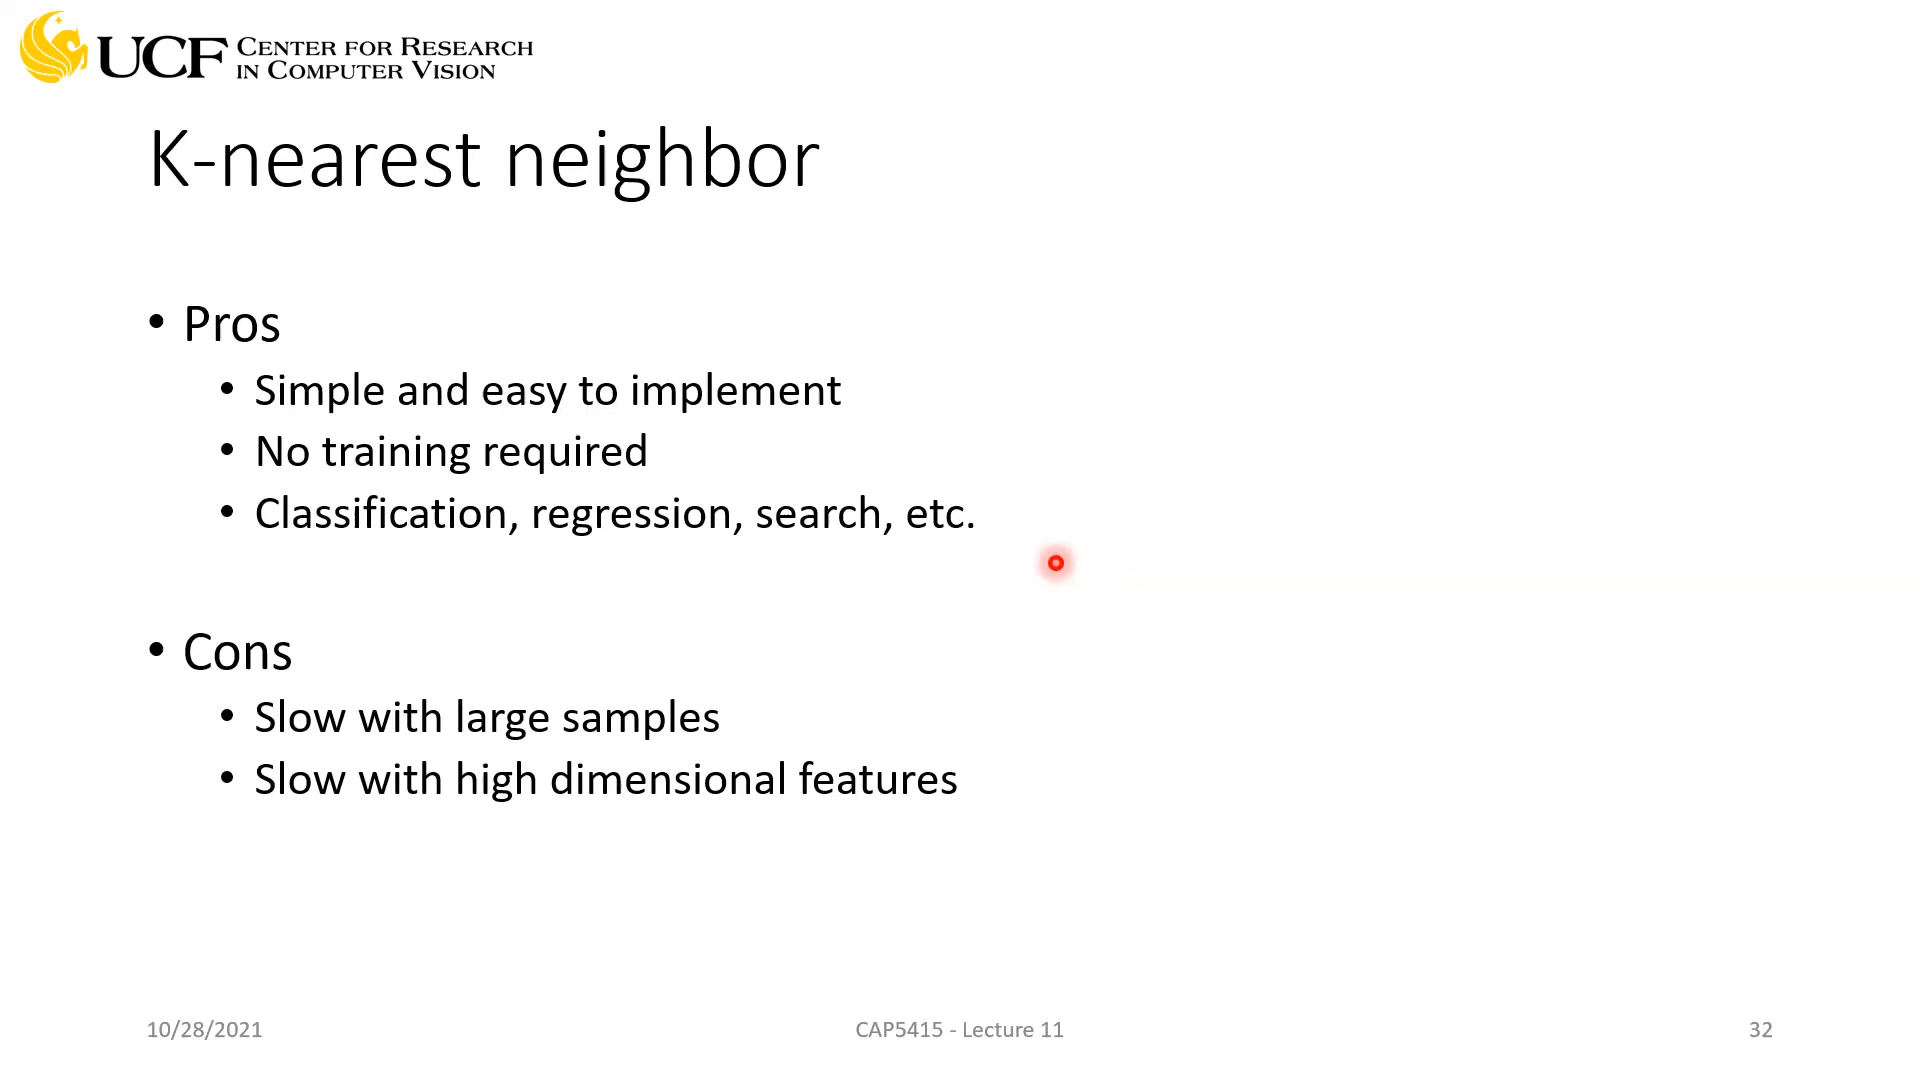 UCF CENTER FOR RESEARCH
IN COMPUTER VISION
K-nearest neighbor
• Pros
• Simple and easy to implement
• No training required
• Classification, regression, search, etc.
• Cons
• Slow with large samples
• Slow with high dimensional features
10/28/2021
CAP5415 - Lecture 11
32